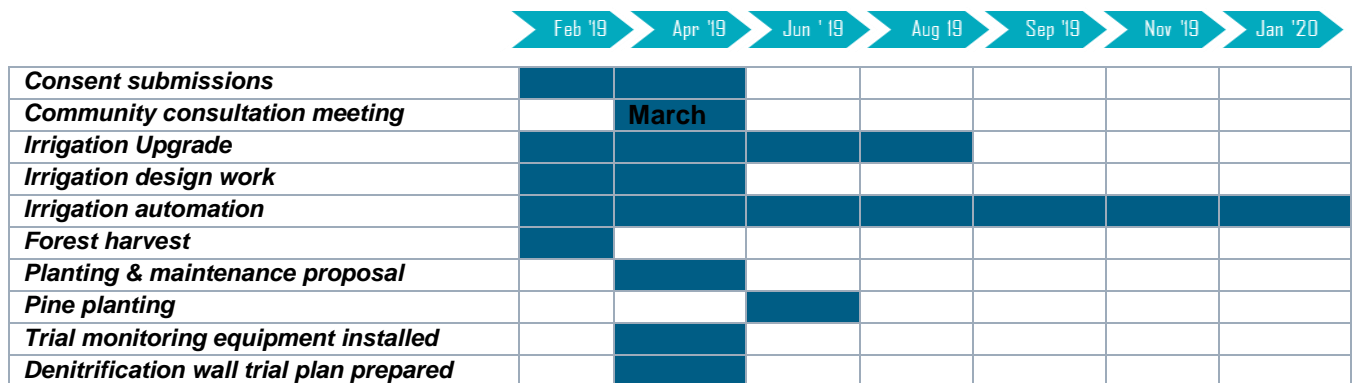 Feb '19 Apr '19 Jun ' 19 Aug 19 Sep '19 Nov '19 Jan '20
Consent submissions
Community consultation meeting March
Irrigation Upgrade
Irrigation design work
Irrigation automation
Forest harvest
Planting & maintenance proposal
Pine planting
Trial monitoring equipment installed
Denitrification wall trial plan prepared